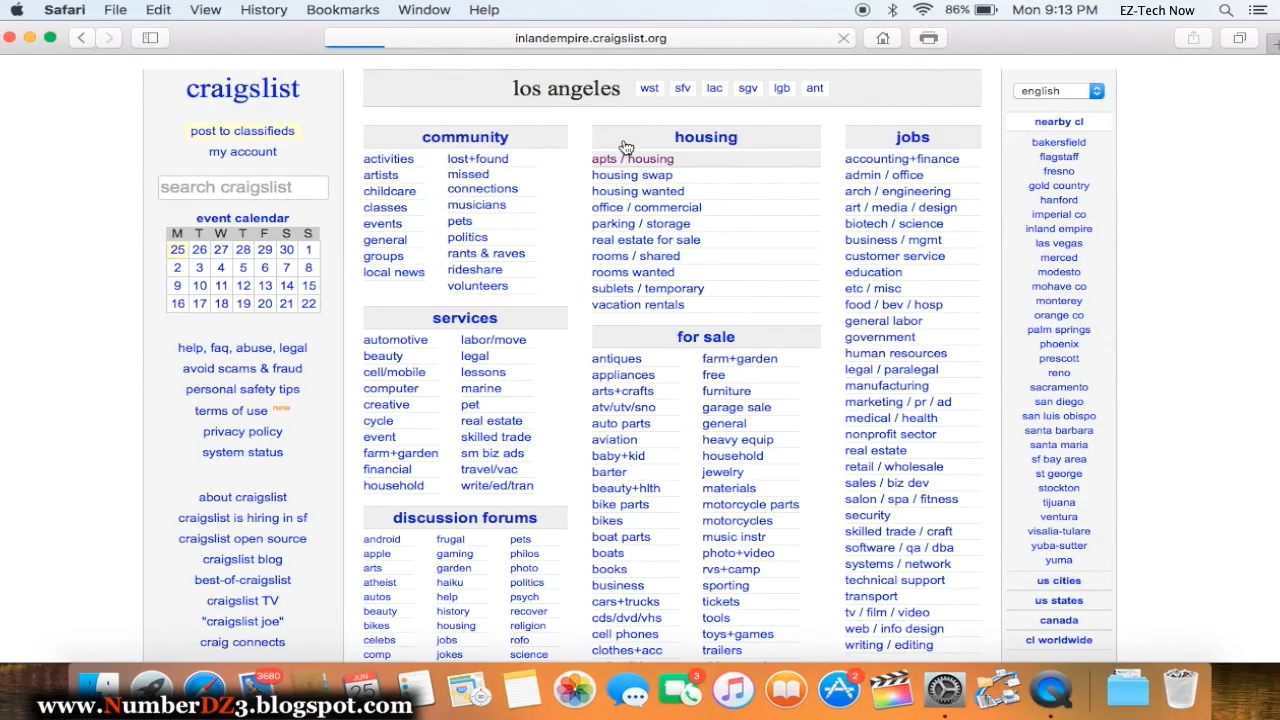 Safari File Edit View History Bookmarks Window Help 86% Mon 9:13 PM EZ-Tech Now
inlandempire.craigslist.org
craigslist
post to classifieds
my account
search craigslist
event calendar
M T W T F S S
25 26 27 28 29 30 1
2 3 4 5 6 7 8
9 10 11 12 13 14 15
16 17 18 19 20 21 22
help, faq, abuse, legal
avoid scams & fraud
personal safety tips
terms of use new
privacy policy
system status
about craigslist
craigslist is hiring in sf
craigslist open source
craigslist blog
best-of-craigslist
craigslist TV
"craigslist joe"
craig connects
los angeles wst sfv lac sgv lgb ant
community
activities
artists
childcare
classes
events
general
groups
local news
lost+found
missed
connections
musicians
pets
politics
rants & raves
rideshare
volunteers
services
automotive
beauty
cell/mobile
computer
creative
cycle
event
farm+garden
financial
household
labor/move
legal
lessons
marine
pet
real estate
skilled trade
sm biz ads
travel/vac
write/ed/tran
discussion forums
android
apple
arts
atheist
autos
beauty
bikes
celebs
comp
frugal
gaming
garden
haiku
help
history
housing
jobs
jokes
pets
philos
photo
politics
psych
recover
religion
rofo
science
housing
apts / housing
housing swap
housing wanted
office / commercial
parking / storage
real estate for sale
rooms / shared
rooms wanted
sublets / temporary
vacation rentals
for sale
antiques
appliances
arts+crafts
atv/utv/sno
auto parts
aviation
baby+kid
barter
beauty+hlth
bike parts
bikes
boat parts
boats
books
business
cars+trucks
cds/dvd/vhs
cell phones
clothes+acc
farm+garden
free
furniture
garage sale
general
heavy equip
household
jewelry
materials
motorcycle parts
motorcycles
music instr
photo+video
rvs+camp
sporting
tickets
tools
toys+games
trailers
jobs
accounting+finance
admin / office
arch / engineering
art / media / design
biotech / science
business / mgmt
customer service
education
etc / misc
food / bev / hosp
general labor
government
human resources
legal / paralegal
manufacturing
marketing / pr / ad
medical / health
nonprofit sector
real estate
retail / wholesale
sales / biz dev
salon / spa / fitness
security
skilled trade / craft
software / qa / dba
systems / network
technical support
transport
tv / film / video
web / info design
writing / editing
english
nearby cl
bakersfield
flagstaff
fresno
gold country
hanford
imperial co
inland empire
las vegas
merced
modesto
mohave co
monterey
orange co
palm springs
phoenix
prescott
reno
sacramento
san diego
san luis obispo
santa barbara
santa maria
sf bay area
st george
stockton
tijuana
ventura
visalia-tulare
yuba-sutter
yuma
us cities
us states
canada
cl worldwide
3680 JUN 25 3 2
www.NumberDZ3.blogspot.com